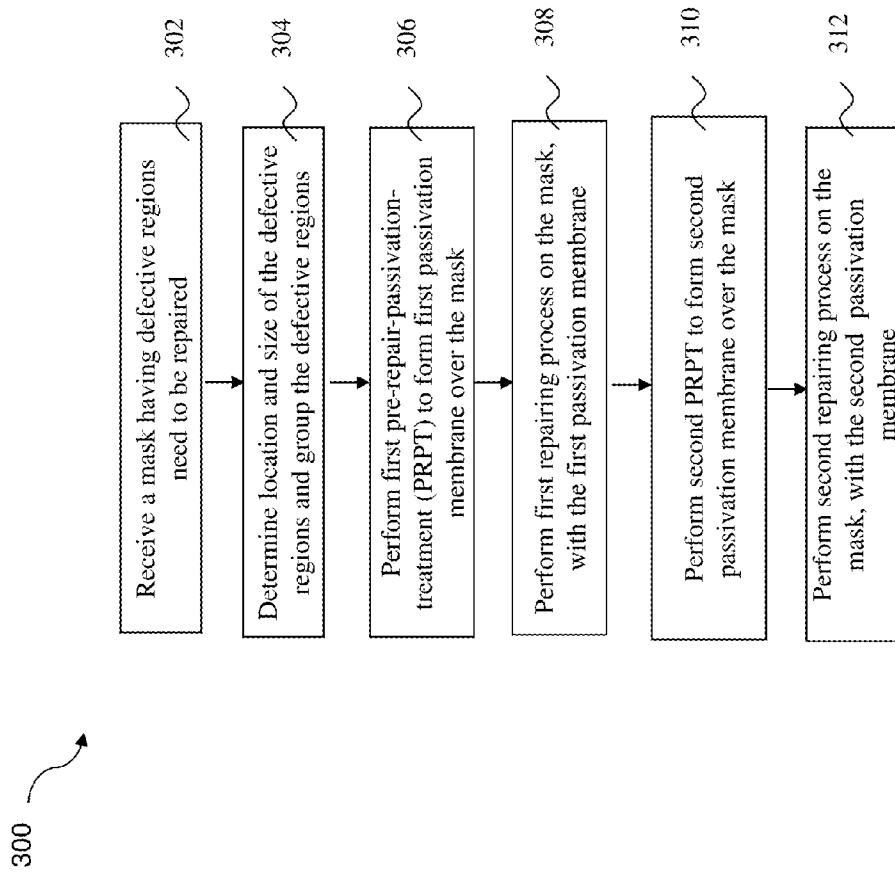 300
Receive a mask having defective regions
need to be repaired
302
Determine location and size of the defective
regions and group the defective regions
304
Perform first pre-repair-passivation-
treatment (PRPT) to form first passivation
membrane over the mask
306
Perform first repairing process on the mask,
with the first passivation membrane
308
Perform second PRPT to form second
passivation membrane over the mask
310
Perform second repairing process on the
mask, with the second passivation
membrane
312